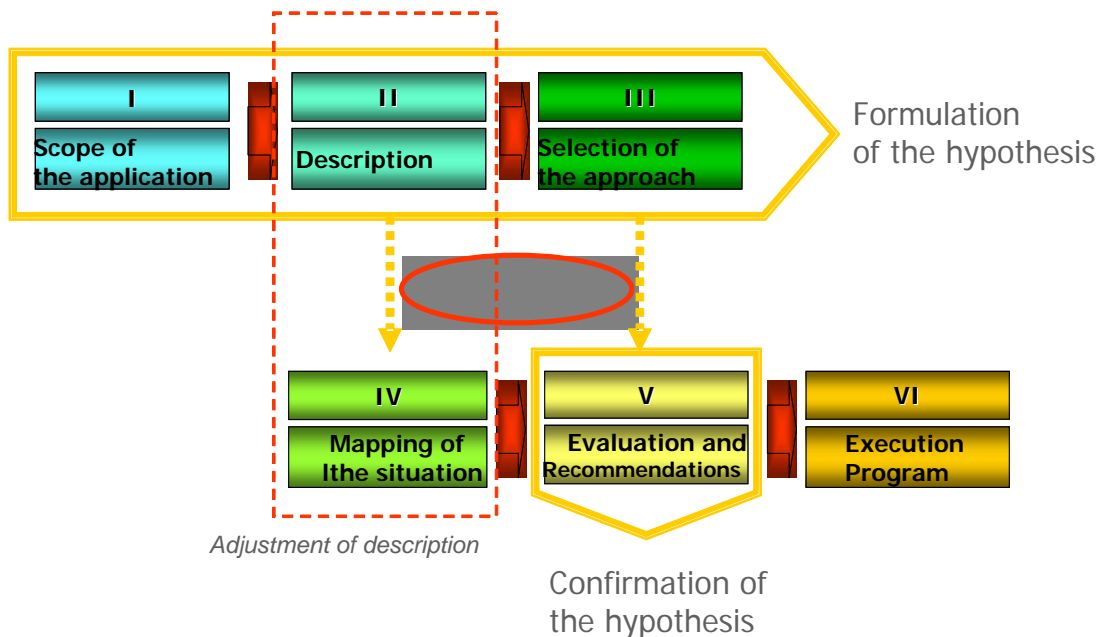 I
II
III
Scope of
the application
Description
Selection of
the approach
Formulation
of the hypothesis
IV
V
VI
Mapping of
lthe situation
Evaluation and
Recommendations
Execution
Program
Adjustment of description
Confirmation of
the hypothesis